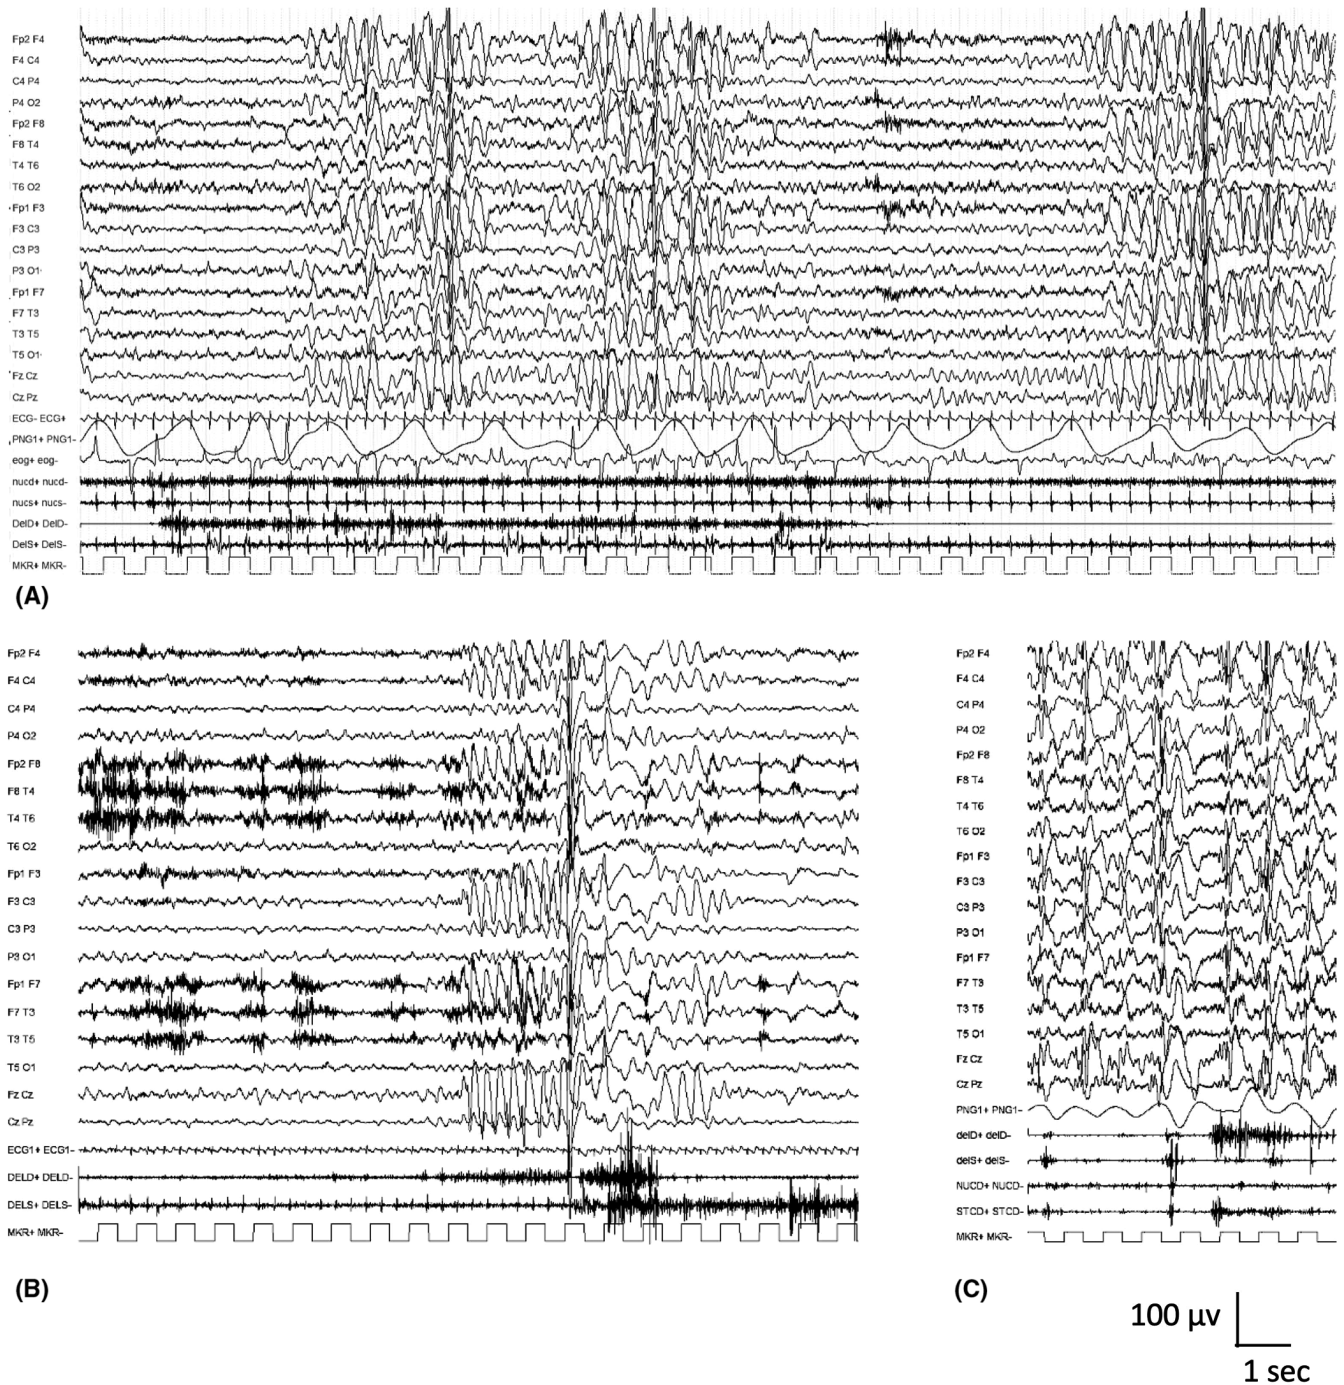 Fp2 F4
F4 C4
C4 P4
P4 O2
Fp2 F8
F8 T4
T4 T6
T6 O2
Fp1 F3
F3 C3
C3 P3
P3 O1
Fp1 F7
F7 T3
T3 T5
T5 O1
Fz Cz
Cz Pz
ECG- ECG+
PNG1+ PNG1-
eog+ eog-
nucd+ nucd-
nucs+ nucs-
DelD+ DelD-
DelS+ DelS-
MKR+ MKR-
(A)
Fp2 F4
F4 C4
C4 P4
P4 O2
Fp2 F8
F8 T4
T4 T6
T6 O2
Fp1 F3
F3 C3
C3 P3
P3 O1
Fp1 F7
F7 T3
T3 T5
T5 O1
Fz Cz
Cz Pz
ECG1+ ECG1-
DELD+ DELD-
DELS+ DELS-
MKR+ MKR-
(B)
Fp2 F4
F4 C4
C4 P4
P4 O2
Fp2 F8
F8 T4
T4 T6
T6 O2
Fp1 F3
F3 C3
C3 P3
P3 O1
Fp1 F7
F7 T3
T3 T5
T5 O1
Fz Cz
Cz Pz
PNG1+ PNG1-
delD+ delD-
delS+ delS-
NUCD+ NUCD-
STCD+ STCD-
MKR+ MKR-
(C)
100 µv
1 sec